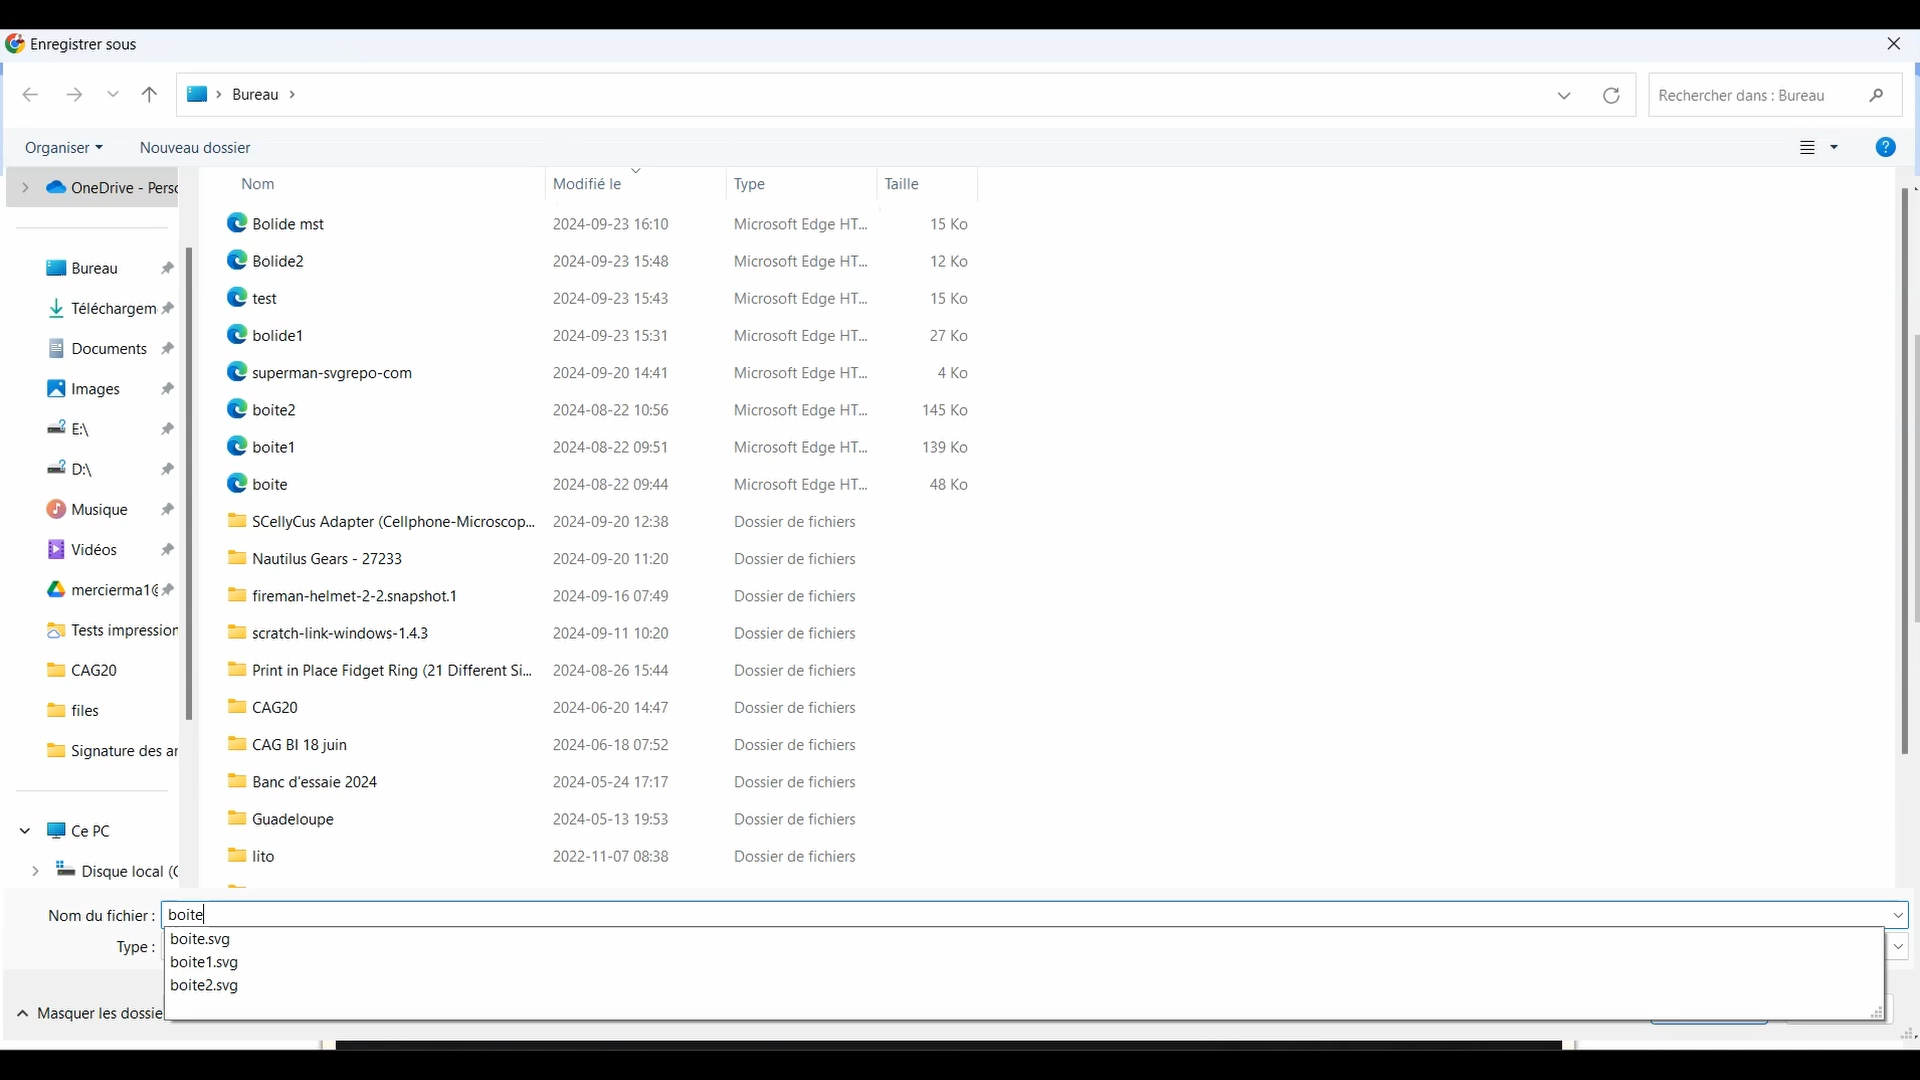 Enregistrer sous
Bureau
Rechercher dans : Bureau
Organiser
Nouveau dossier
OneDrive - Persc
Bureau
Téléchargem
Documents
Images
E:\
D:\
Musique
Vidéos
mercierma1@
Tests impression
CAG20
files
Signature des ar
Ce PC
Disque local (C
Nom Modifié le Type Taille
Bolide mst 2024-09-23 16:10 Microsoft Edge HT... 15 Ko
Bolide2 2024-09-23 15:48 Microsoft Edge HT... 12 Ko
test 2024-09-23 15:43 Microsoft Edge HT... 15 Ko
bolide1 2024-09-23 15:31 Microsoft Edge HT... 27 Ko
superman-svgrepo-com 2024-09-20 14:41 Microsoft Edge HT... 4 Ko
boite2 2024-08-22 10:56 Microsoft Edge HT... 145 Ko
boite1 2024-08-22 09:51 Microsoft Edge HT... 139 Ko
boite 2024-08-22 09:44 Microsoft Edge HT... 48 Ko
SCellyCus Adapter (Cellphone-Microscop... 2024-09-20 12:38 Dossier de fichiers
Nautilus Gears - 27233 2024-09-20 11:20 Dossier de fichiers
fireman-helmet-2-2.snapshot.1 2024-09-16 07:49 Dossier de fichiers
scratch-link-windows-1.4.3 2024-09-11 10:20 Dossier de fichiers
Print in Place Fidget Ring (21 Different Si... 2024-08-26 15:44 Dossier de fichiers
CAG20 2024-06-20 14:47 Dossier de fichiers
CAG BI 18 juin 2024-06-18 07:52 Dossier de fichiers
Banc d'essaie 2024 2024-05-24 17:17 Dossier de fichiers
Guadeloupe 2024-05-13 19:53 Dossier de fichiers
lito 2022-11-07 08:38 Dossier de fichiers
Nom du fichier : boite
Type :
boite.svg
boite1.svg
boite2.svg
Masquer les dossie